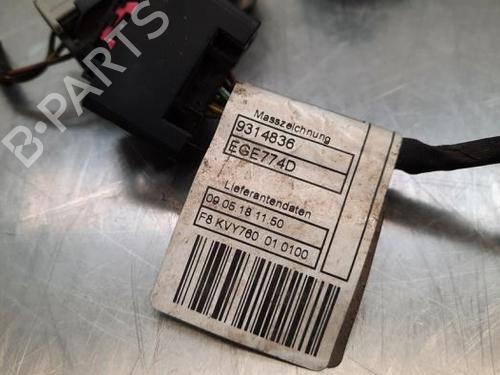 B-PARTS
Masszeichnung
9314836
EGE774D
Lieferantendaten
09 05 18 11.50
F8 KVY760 01 0100